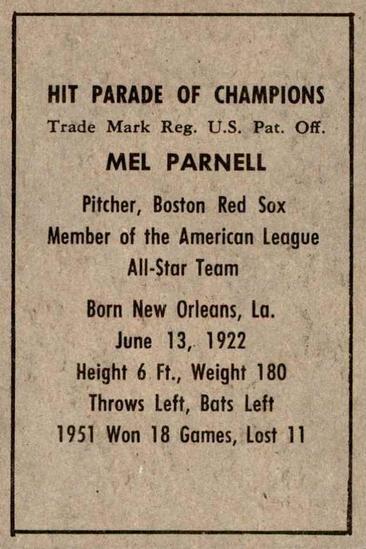 HIT PARADE OF CHAMPIONS
Trade Mark Reg. U.S. Pat. Off.
MEL PARNELL
Pitcher, Boston Red Sox
Member of the American League
All-Star Team
Born New Orleans, La.
June 13, 1922
Height 6 Ft., Weight 180
Throws Left, Bats Left
1951 Won 18 Games, Lost 11